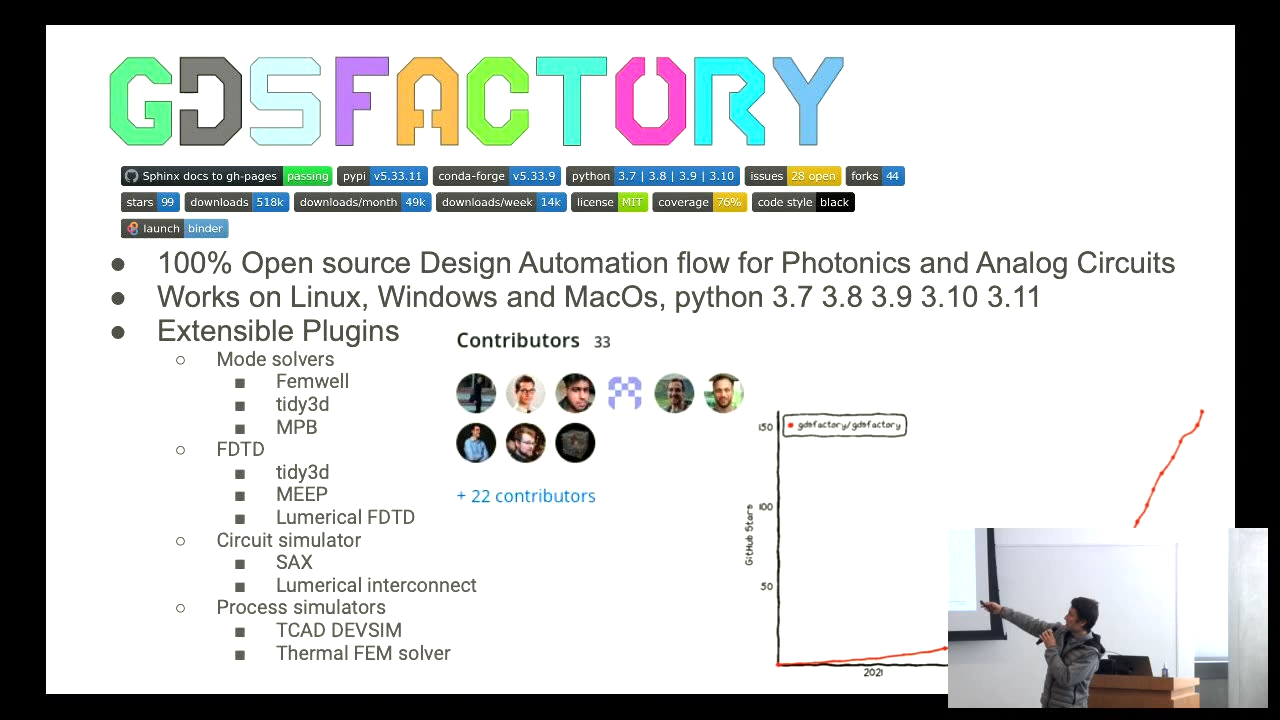 GDSFACTORY
Sphinx docs to gh-pages passing pypi v5.33.11 conda-forge v5.33.9 python 3.7 | 3.8 | 3.9 | 3.10 issues 28 open forks 44
stars 99 downloads 518k downloads/month 49k downloads/week 14k license MIT coverage 76% code style black
launch binder
● 100% Open source Design Automation flow for Photonics and Analog Circuits
● Works on Linux, Windows and MacOs, python 3.7 3.8 3.9 3.10 3.11
● Extensible Plugins
○ Mode solvers
■ Femwell
■ tidy3d
■ MPB
○ FDTD
■ tidy3d
■ MEEP
■ Lumerical FDTD
○ Circuit simulator
■ SAX
■ Lumerical interconnect
○ Process simulators
■ TCAD DEVSIM
■ Thermal FEM solver
Contributors 33
+ 22 contributors
gdsfactory/gdsfactory
GitHub Stars
150
100
50
2021